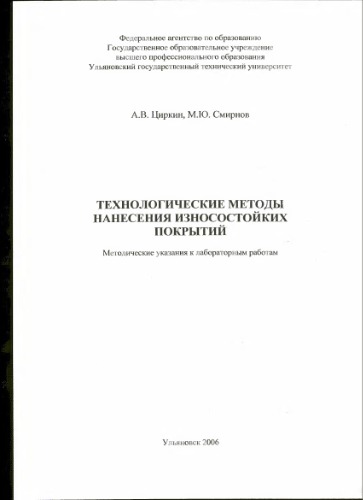 Федеральное агентство по образованию
Государственное образовательное учреждение
высшего профессионального образования
Ульяновский государственный технический университет
А.В. Циркин, М.Ю. Смирнов
ТЕХНОЛОГИЧЕСКИЕ МЕТОДЫ
НАНЕСЕНИЯ ИЗНОСОСТОЙКИХ
ПОКРЫТИЙ
Методические указания к лабораторным работам
Ульяновск 2006